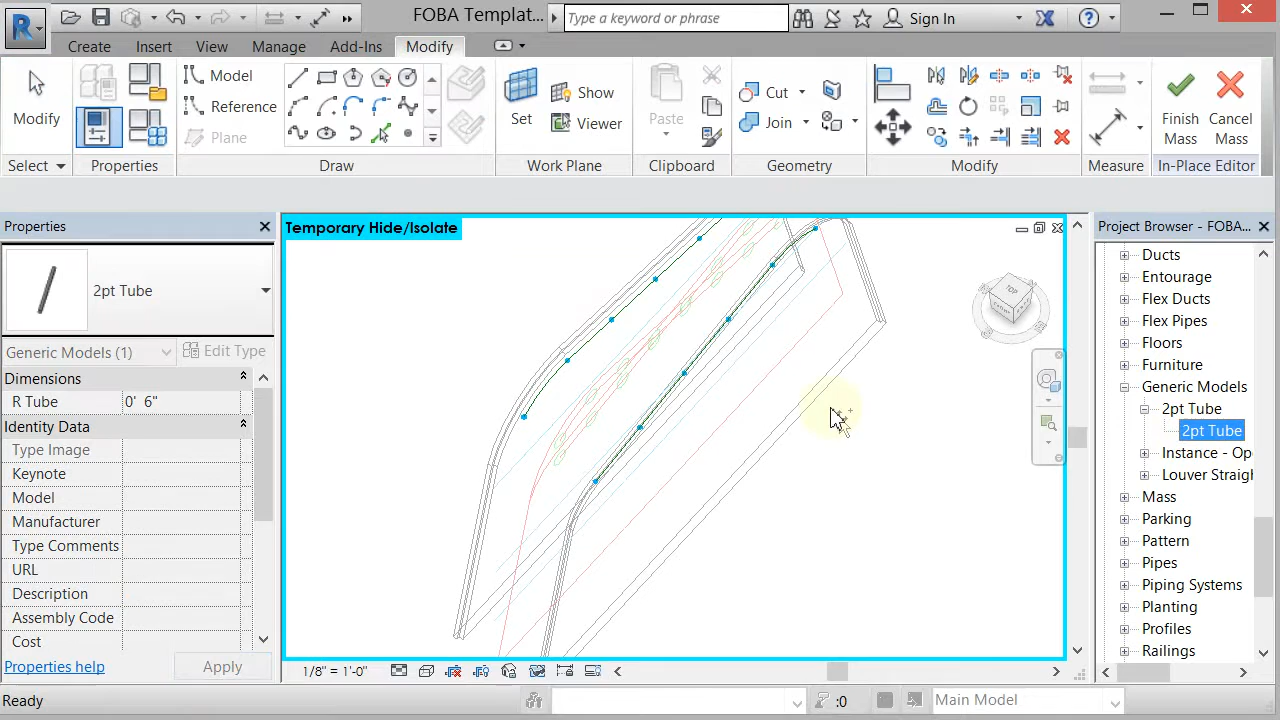 FOBA Templat...
Type a keyword or phrase
Sign In
Create
Insert
View
Manage
Add-Ins
Modify
Modify
Model
Reference
Plane
Set
Show
Viewer
Paste
Cut
Join
Finish Mass
Cancel Mass
Select
Properties
Draw
Work Plane
Clipboard
Geometry
Modify
Measure
In-Place Editor
Properties
2pt Tube
Generic Models (1)
Edit Type
Dimensions
R Tube 0' 6"
Identity Data
Type Image
Keynote
Model
Manufacturer
Type Comments
URL
Description
Assembly Code
Cost
Properties help
Apply
Temporary Hide/Isolate
TOP
1/8" = 1'-0"
Project Browser - FOBA...
Ducts
Entourage
Flex Ducts
Flex Pipes
Floors
Furniture
Generic Models
2pt Tube
2pt Tube
Instance - Op
Louver Straigh
Mass
Parking
Pattern
Pipes
Piping Systems
Planting
Profiles
Railings
Ready
:0
Main Model